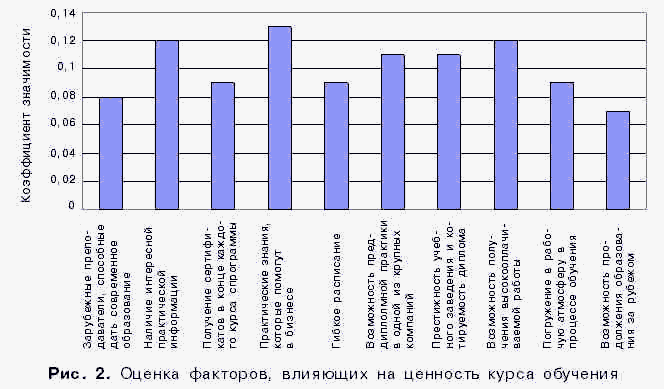 Коэффициент значимости
0,14
0,12
0,1
0,08
0,06
0,04
0,02
0
Зарубежные препо-
даватели, способные
дать современное
образование
Наличие интересной
практической
информации
Получение сертифи-
катов в конце каждо-
го курса спрограммы
Практические знания,
которые помогут
в бизнесе
Гибкое расписание
Возможность пред-
дипллолмной практики
в одной из крупных
компаний
Престижность учеб-
ного заведения и ко-
тируемость диплома
Возможность полу-
чения высокооплачи-
ваемой работы
Погружение в рабо-
чую атмосферу в
процессе обучения
Возможность про-
должения образова-
ния за рубежом
Рис. 2. Оценка факторов, влияющих на ценность курса обучения